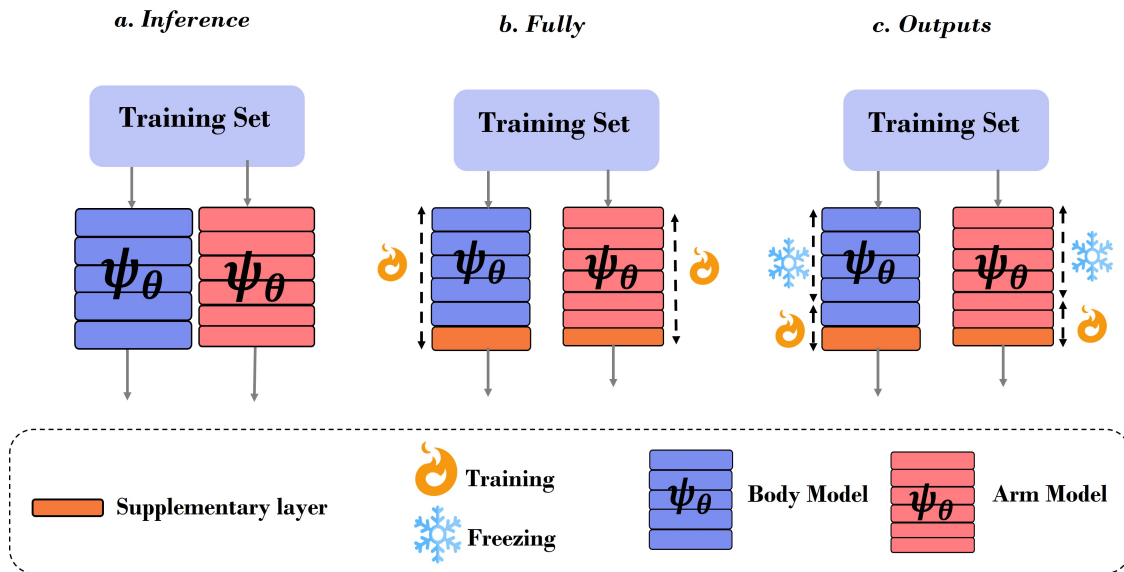 a. Inference
b. Fully
c. Outputs
Training Set
Training Set
Training Set
ψθ
ψθ
ψθ
ψθ
ψθ
ψθ
Supplementary layer
Training
Freezing
ψθ
Body Model
ψθ
Arm Model